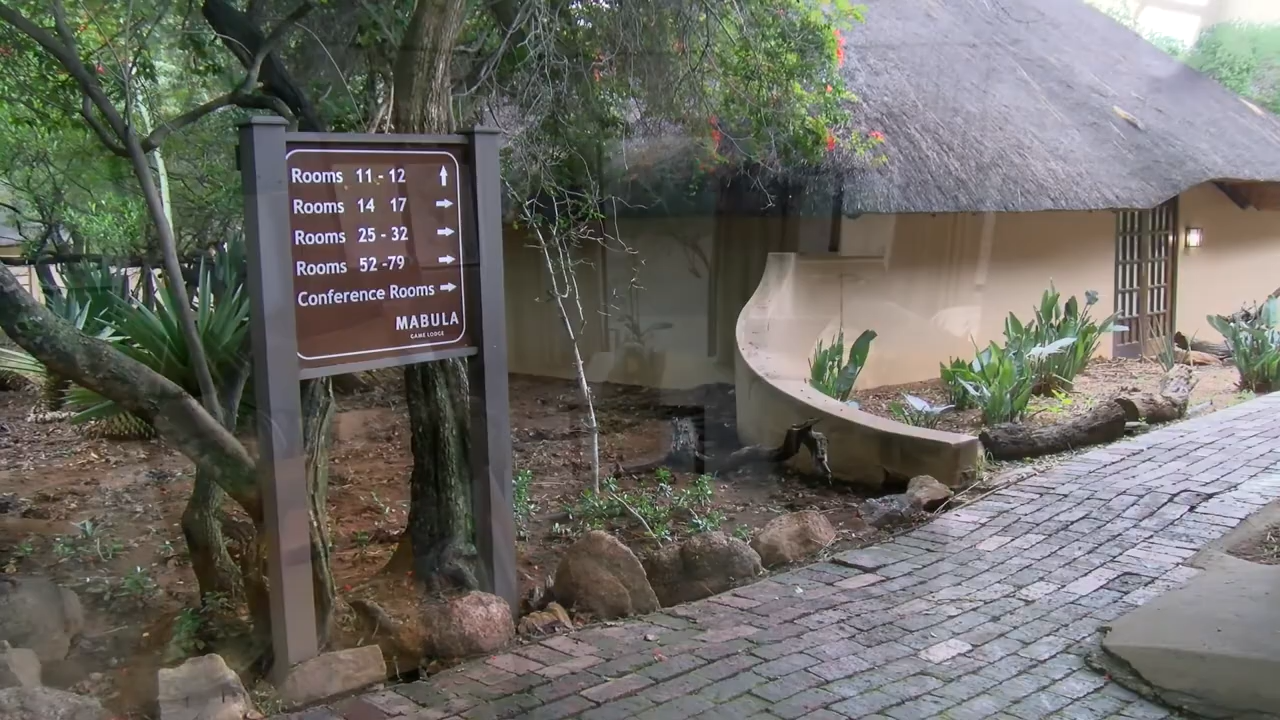 Rooms 11 - 12 ↑
Rooms 14 17 →
Rooms 25 - 32 →
Rooms 52 -79 →
Conference Rooms →
MABULA
GAME LODGE